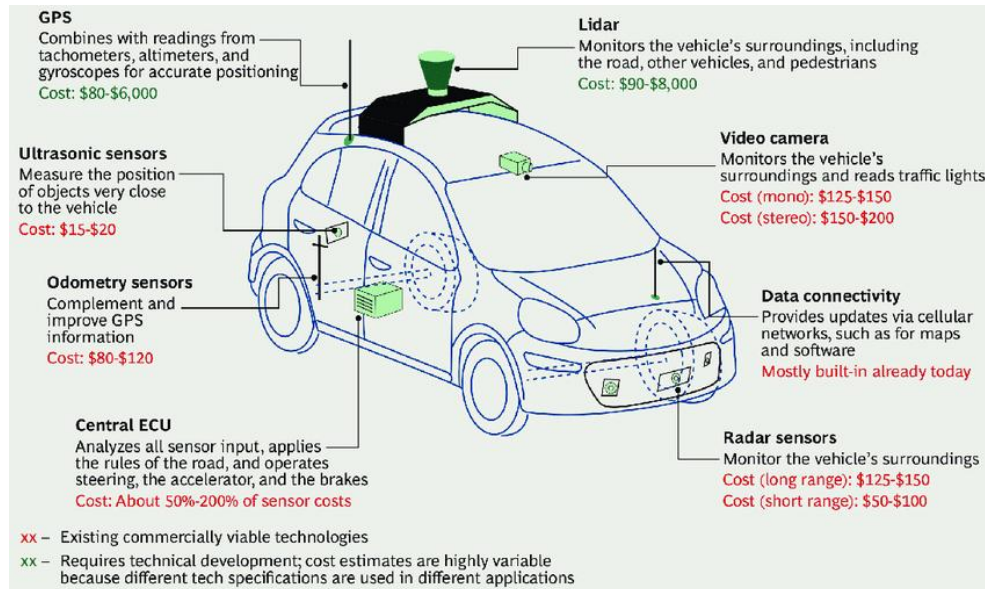 GPS
Combines with readings from
tachometers, altimeters, and
gyroscopes for accurate positioning
Cost: $80-$6,000
Lidar
Monitors the vehicle's surroundings, including
the road, other vehicles, and pedestrians
Cost: $90-$8,000
Ultrasonic sensors
Measure the position
of objects very close
to the vehicle
Cost: $15-$20
Video camera
Monitors the vehicle's
surroundings and reads traffic lights
Cost (mono): $125-$150
Cost (stereo): $150-$200
Odometry sensors
Complement and
improve GPS
information
Cost: $80-$120
Data connectivity
Provides updates via cellular
networks, such as for maps
and software
Mostly built-in already today
Central ECU
Analyzes all sensor input, applies
the rules of the road, and operates
steering, the accelerator, and the brakes
Cost: About 50%-200% of sensor costs
Radar sensors
Monitor the vehicle's surroundings
Cost (long range): $125-$150
Cost (short range): $50-$100
xx – Existing commercially viable technologies
xx – Requires technical development; cost estimates are highly variable
because different tech specifications are used in different applications